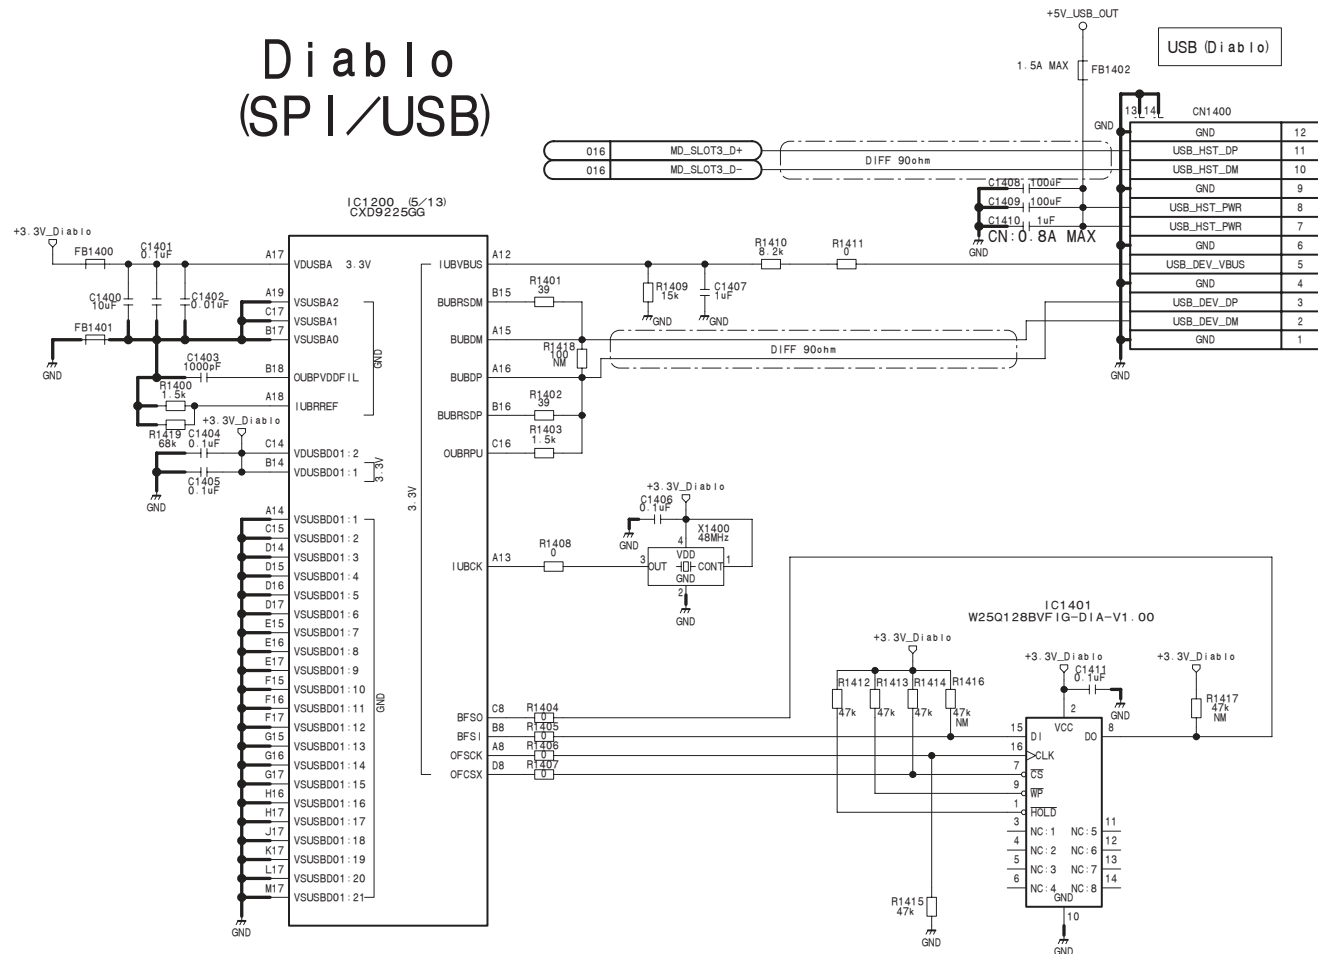 Diablo
(SPI/USB)
+5V_USB_OUT
1.5A MAX
FB1402
USB (Diablo)
13 14
CN1400
GND
GND 12
016 MD_SLOT3_D+
DIFF 90ohm
USB_HST_DP 11
016 MD_SLOT3_D-
USB_HST_DM 10
C1408 100uF
GND 9
C1409 100uF
USB_HST_PWR 8
C1410 1uF
USB_HST_PWR 7
GND
CN:0.8A MAX
GND 6
USB_DEV_VBUS 5
GND 4
USB_DEV_DP 3
USB_DEV_DM 2
GND 1
GND
IC1200 (5/13)
CXD9225GG
+3.3V_Diablo
FB1400
C1401
0.1uF
C1400
10uF
C1402
0.01uF
FB1401
GND
C1403
1000pF
R1400
1.5k
R1419
68k
+3.3V_Diablo
C1404
0.1uF
C1405
0.1uF
GND
A17 VDUSBA 3.3V
A19 VSUSBA2
C17 VSUSBA1
B17 VSUSBA0
B18 OUBPVDDFIL
A18 IUBRREF
GND
C14 VDUSBD01:2
B14 VDUSBD01:1
3.3V
A14 VSUSBD01:1
C15 VSUSBD01:2
D14 VSUSBD01:3
D15 VSUSBD01:4
D16 VSUSBD01:5
D17 VSUSBD01:6
E15 VSUSBD01:7
E16 VSUSBD01:8
E17 VSUSBD01:9
F15 VSUSBD01:10
F16 VSUSBD01:11
F17 VSUSBD01:12
G15 VSUSBD01:13
G16 VSUSBD01:14
G17 VSUSBD01:15
H16 VSUSBD01:16
H17 VSUSBD01:17
J17 VSUSBD01:18
K17 VSUSBD01:19
L17 VSUSBD01:20
M17 VSUSBD01:21
GND
GND
3.3V
IUBVBUS A12
BUBRSDM B15
BUBDM A15
BUBDP A16
BUBRSDP B16
OUBRPU C16
IUBCK A13
BFSO C8
BFSI B8
OFSCK A8
OFCSX D8
R1410
8.2k
R1411
0
R1409
15k
GND
C1407
1uF
GND
R1401
39
R1418
100
NM
DIFF 90ohm
R1402
39
R1403
1.5k
+3.3V_Diablo
C1406
0.1uF
GND
X1400
48MHz
4
VDD
3 OUT
CONT 1
GND
2
GND
R1408
0
R1404
0
R1405
0
R1406
0
R1407
0
IC1401
W25Q128BVFIG-DIA-V1.00
+3.3V_Diablo
R1412
47k
R1413
47k
R1414
47k
R1416
47k
NM
+3.3V_Diablo
C1411
0.1uF
GND
+3.3V_Diablo
R1417
47k
NM
2
VCC
15 DI
DO 8
16 CLK
7 CS
9 WP
1 HOLD
3 NC:1
NC:5 11
4 NC:2
NC:6 12
5 NC:3
NC:7 13
6 NC:4
NC:8 14
GND
10
GND
R1415
47k
GND